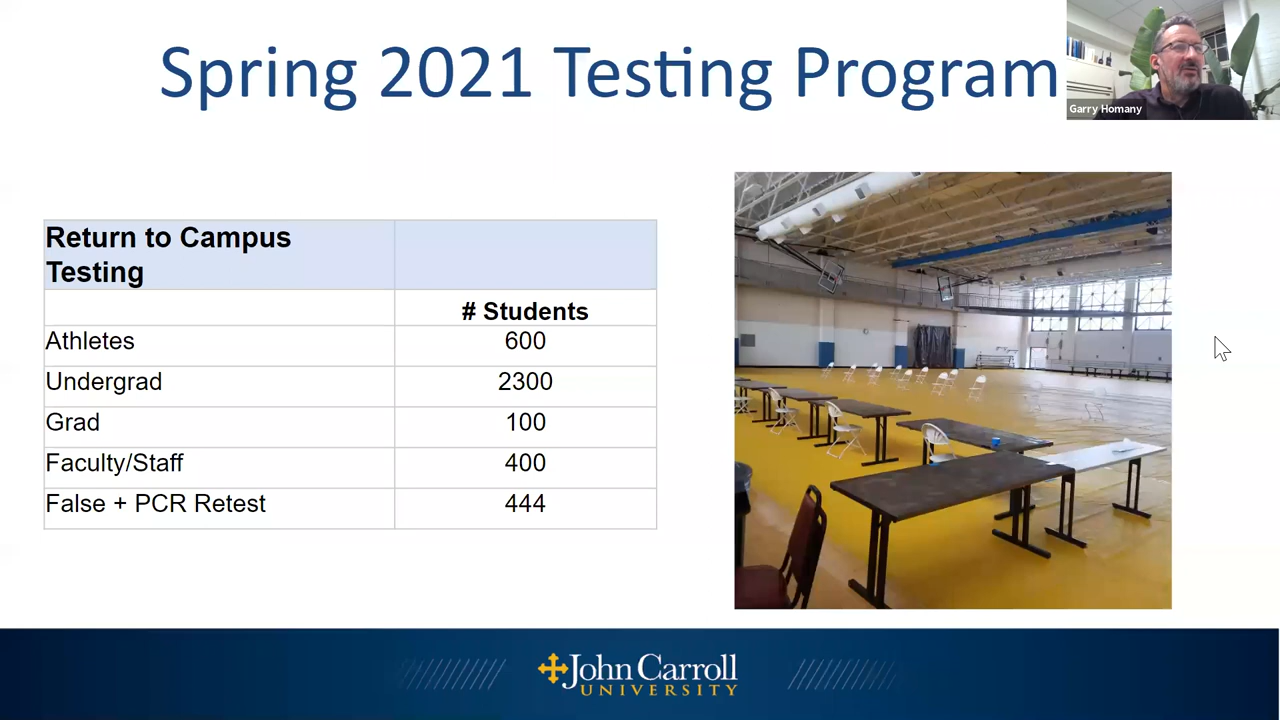 Spring 2021 Testing Program
Garry Homany
Return to Campus
Testing
# Students
Athletes 600
Undergrad 2300
Grad 100
Faculty/Staff 400
False + PCR Retest 444
John Carroll
UNIVERSITY